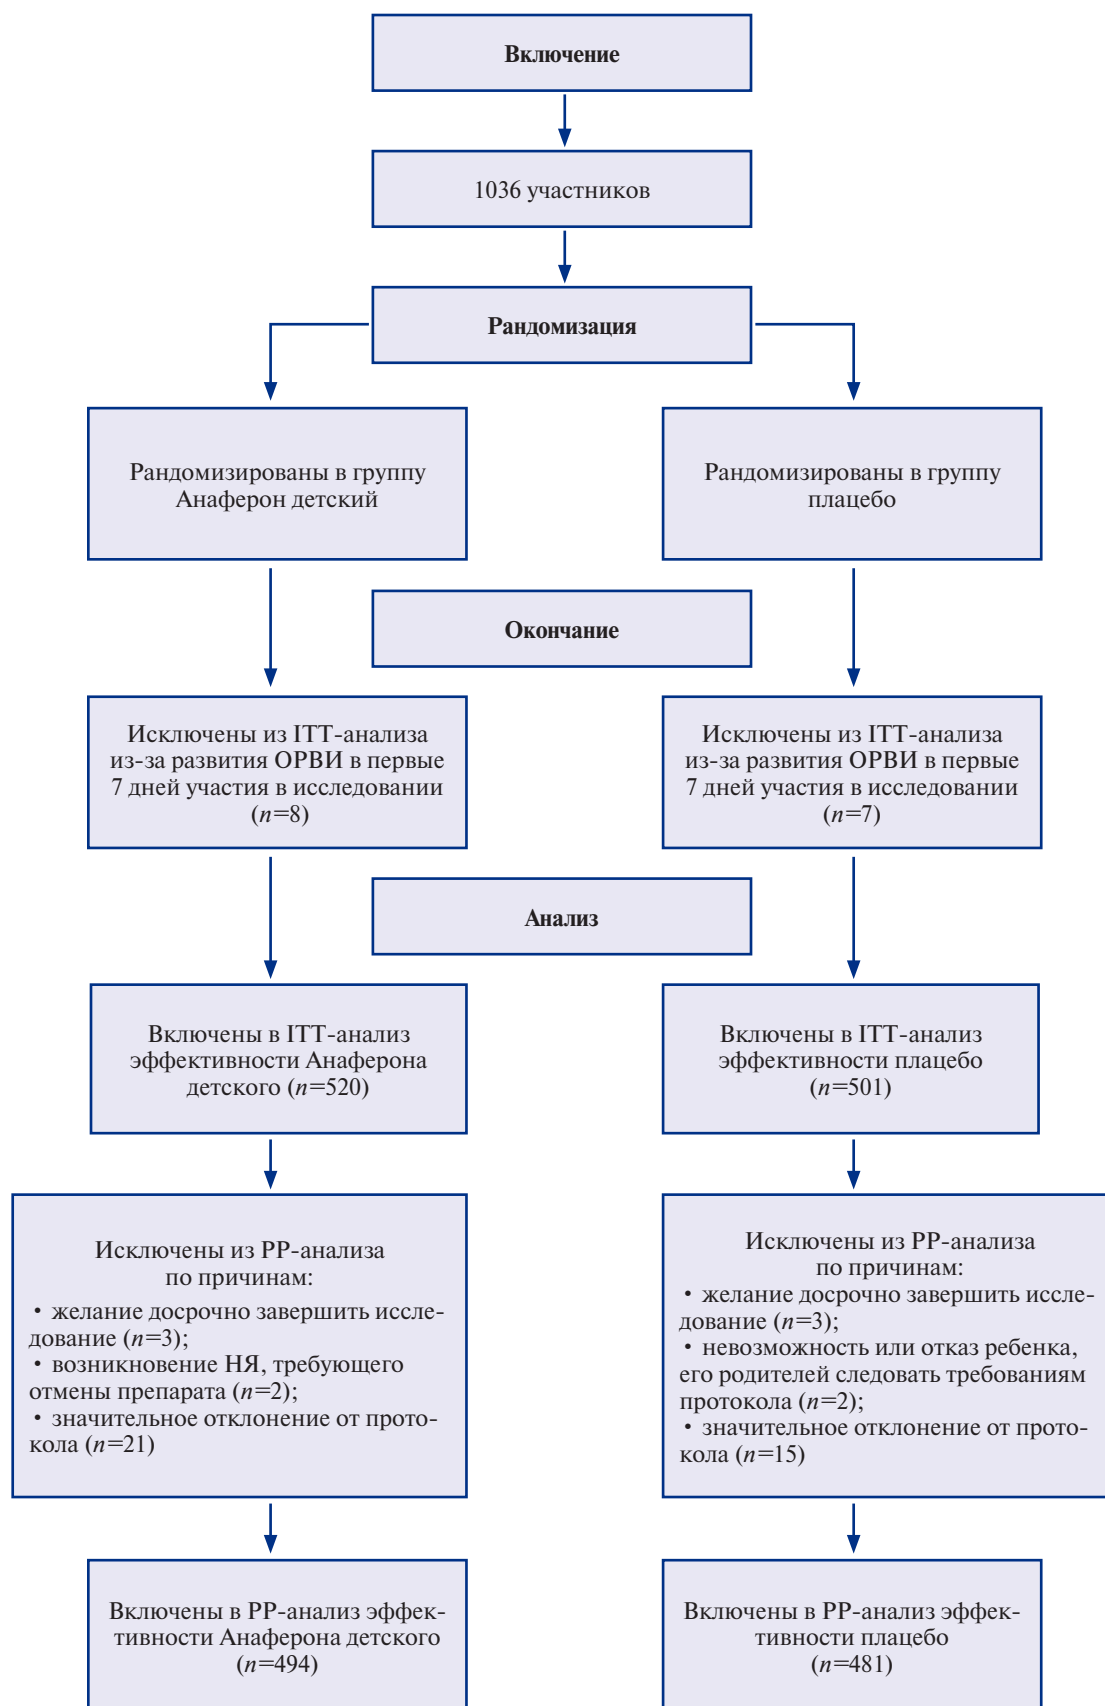 Включение
1036 участников
Рандомизация
Рандомизированы в группу
Анаферон детский
Рандомизированы в группу
плацебо
Окончание
Исключены из ITT-анализа
из-за развития ОРВИ в первые
7 дней участия в исследовании
(n=8)
Исключены из ITT-анализа
из-за развития ОРВИ в первые
7 дней участия в исследовании
(n=7)
Анализ
Включены в ITT-анализ
эффективности Анаферона
детского (n=520)
Включены в ITT-анализ
эффективности плацебо
(n=501)
Исключены из PP-анализа
по причинам:
• желание досрочно завершить иссле-
дование (n=3);
• возникновение НЯ, требующего
отмены препарата (n=2);
• значительное отклонение от прото-
кола (n=21)
Исключены из PP-анализа
по причинам:
• желание досрочно завершить иссле-
дование (n=3);
• невозможность или отказ ребенка,
его родителей следовать требованиям
протокола (n=2);
• значительное отклонение от прото-
кола (n=15)
Включены в PP-анализ эффек-
тивности Анаферона детского
(n=494)
Включены в PP-анализ эффек-
тивности плацебо
(n=481)